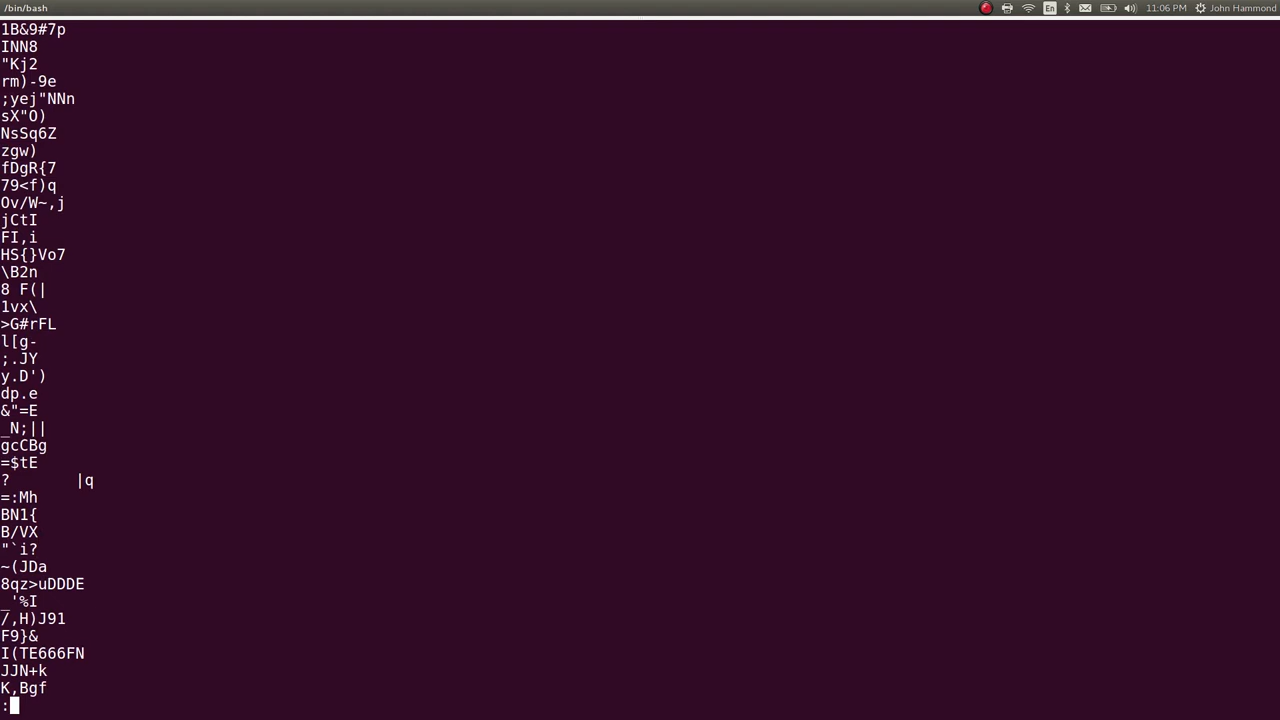 /bin/bash
En
11:06 PM
John Hammond
1B&9#7p
INN8
"Kj2
rm)-9e
;yej"NNn
sX"O)
NsSq6Z
zgw)
fDgR{7
79<f)q
Ov/W~,j
jCtI
FI,i
HS{}Vo7
\B2n
8 F(|
1vx\
>G#rFL
l[g-
;.JY
y.D')
dp.e
&"=E
_N;||
gcCBg
=$tE
?       |q
=:Mh
BN1{
B/VX
"`i?
~(JDa
8qz>uDDDE
_'%I
/,H)J91
F9}&
I(TE666FN
JJN+k
K,Bgf
: